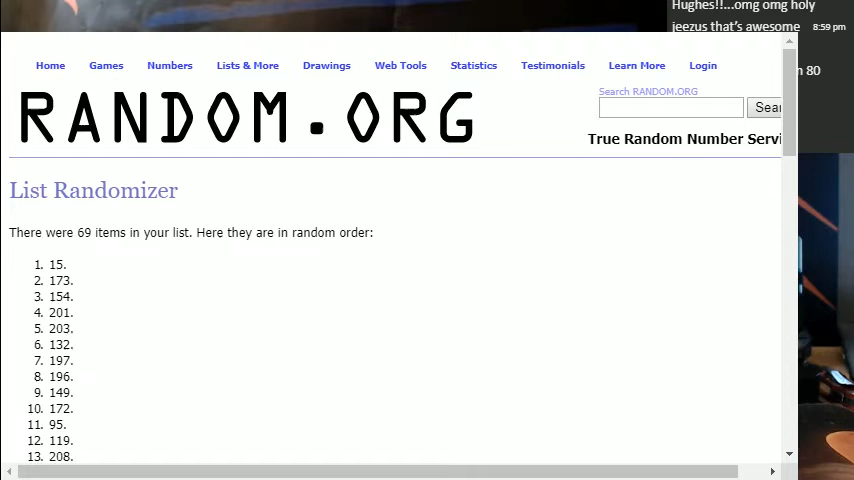 Hughes!!...omg omg holy
jeezus that's awesome 8:59 pm
80
Home Games Numbers Lists & More Drawings Web Tools Statistics Testimonials Learn More Login
Search RANDOM.ORG
RANDOM.ORG
True Random Number
List Randomizer
There were 69 items in your list. Here they are in random order:
1. 15.
2. 173.
3. 154.
4. 201.
5. 203.
6. 132.
7. 197.
8. 196.
9. 149.
10. 172.
11. 95.
12. 119.
13. 208.